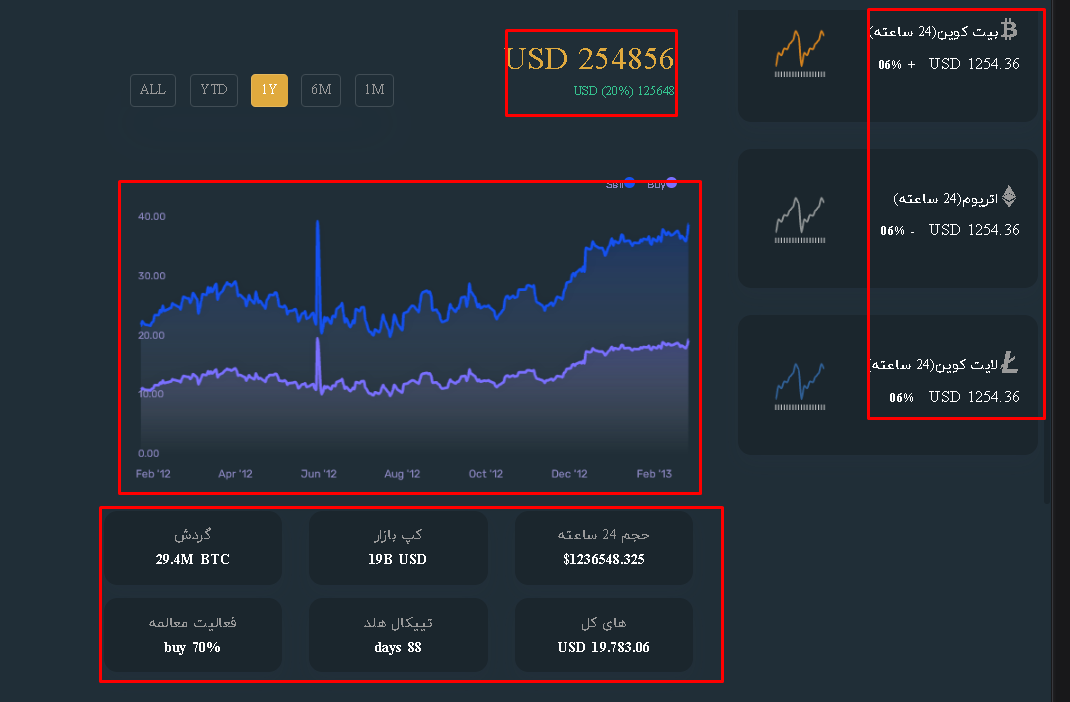 بیت کوین(24 ساعته)
06% + USD 1254.36
اتریوم(24 ساعته)
06% - USD 1254.36
لایت کوین(24 ساعته)
06% USD 1254.36
USD 254856
USD (20%) 125648
ALL YTD 1Y 6M 1M
Sell Buy
40.00
30.00
20.00
10.00
0.00
Feb '12 Apr '12 Jun '12 Aug '12 Oct '12 Dec '12 Feb '13
حجم 24 ساعته
$1236548.325
کپ بازار
19B USD
گردش
29.4M BTC
های کل
USD 19.783.06
تیپیکال هلد
days 88
فعالیت معالمه
buy 70%